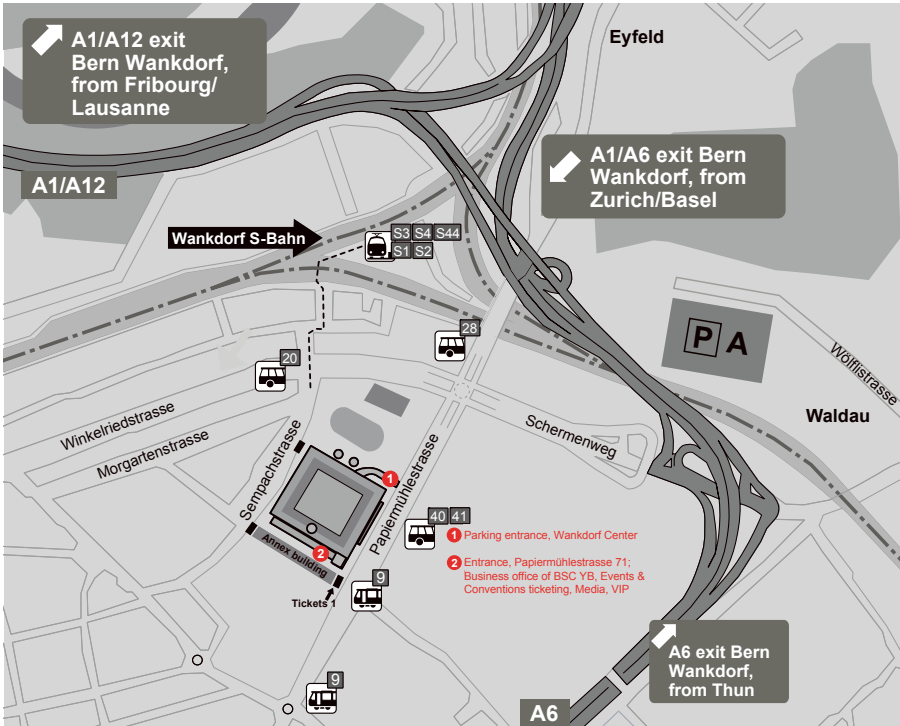 A1/A12 exit
Bern Wankdorf,
from Fribourg/
Lausanne
Eyfeld
A1/A12
A1/A6 exit Bern
Wankdorf, from
Zurich/Basel
Wankdorf S-Bahn
S3 S4 S44
S1 S2
28
P A
20
Wölflistrasse
Waldau
Winkelriedstrasse
Morgartenstrasse
Schermenweg
Sempachstrasse
Papiermühlestrasse
1
40 41
1 Parking entrance, Wankdorf Center
2
Annex building
2 Entrance, Papiermühlestrasse 71;
Business office of BSC YB, Events &
Conventions ticketing, Media, VIP
9
Tickets 1
A6 exit Bern
Wankdorf,
from Thun
9
A6